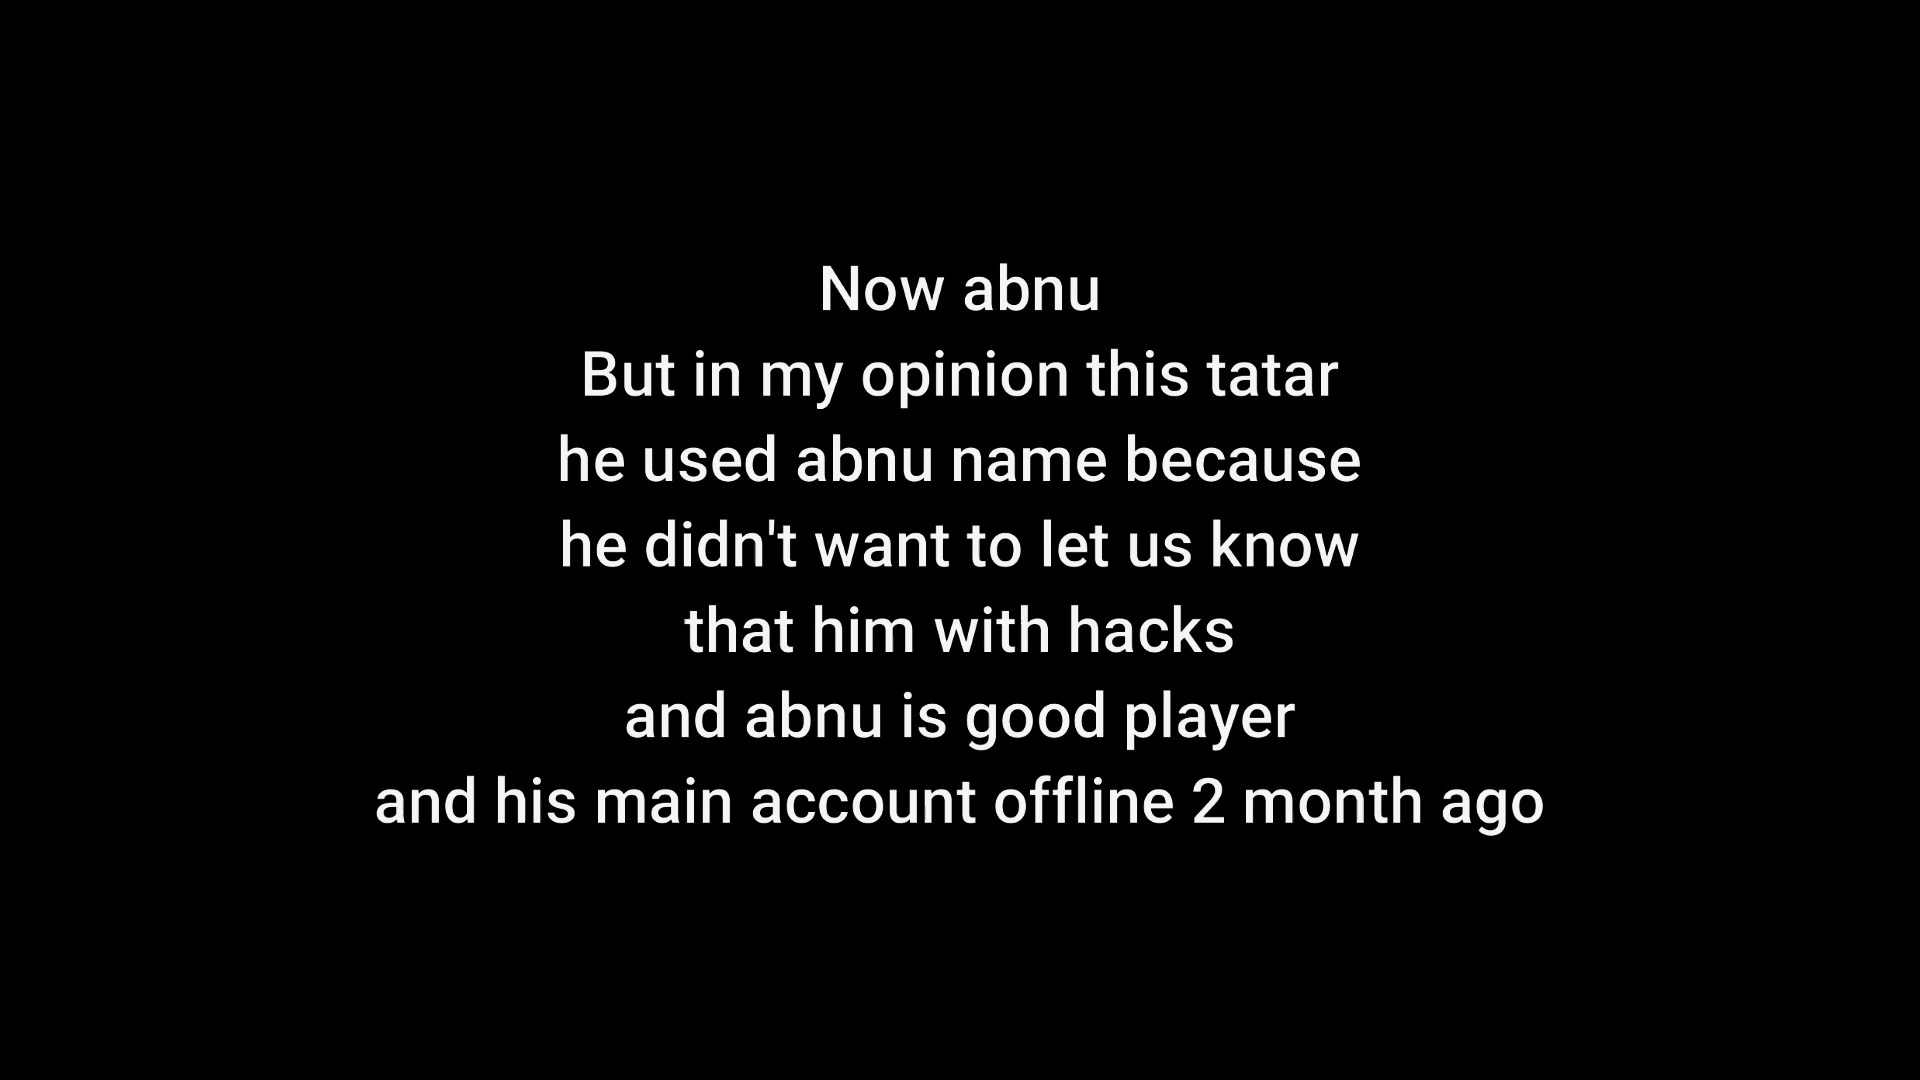 Now abnu
But in my opinion this tatar
he used abnu name because
he didn't want to let us know
that him with hacks
and abnu is good player
and his main account offline 2 month ago